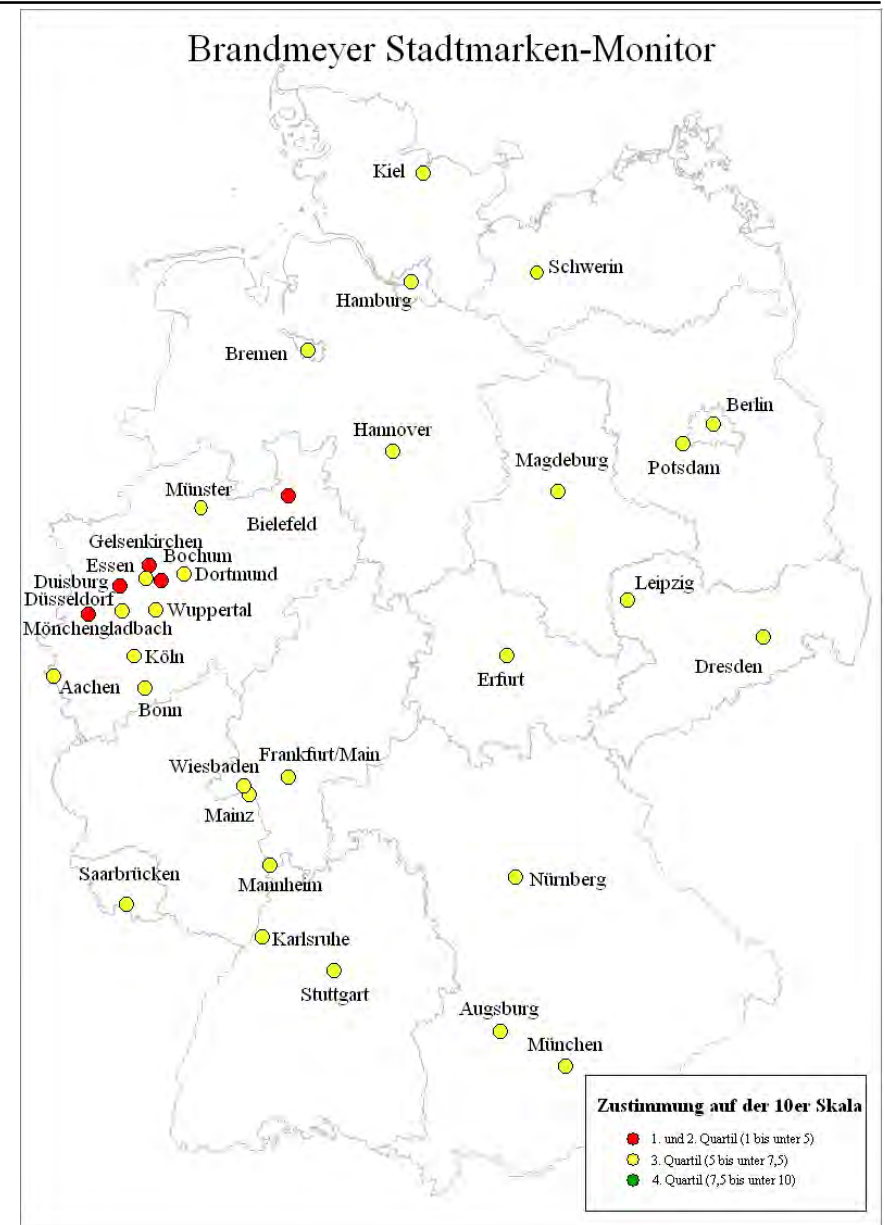 Brandmeyer Stadtmarken-Monitor
Kiel
Schwerin
Hamburg
Bremen
Berlin
Hannover
Potsdam
Magdeburg
Münster
Bielefeld
Gelsenkirchen
Bochum
Essen
Dortmund
Duisburg
Düsseldorf
Wuppertal
Mönchengladbach
Leipzig
Dresden
Köln
Erfurt
Aachen
Bonn
Frankfurt/Main
Wiesbaden
Mainz
Saarbrücken
Mannheim
Nürnberg
Karlsruhe
Stuttgart
Augsburg
München
Zustimmung auf der 10er Skala
1. und 2. Quartil (1 bis unter 5)
3. Quartil (5 bis unter 7,5)
4. Quartil (7,5 bis unter 10)